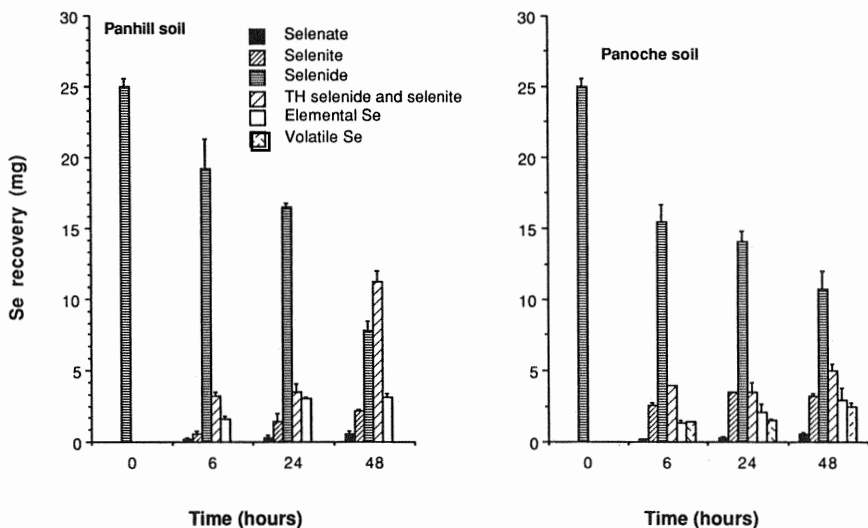 Panhill soil
Selenate
Selenite
Selenide
TH selenide and selenite
Elemental Se
Volatile Se
Se recovery (mg)
30
25
20
15
10
5
0
0 6 24 48
Time (hours)
Panoche soil
30
25
20
15
10
5
0
0 6 24 48
Time (hours)